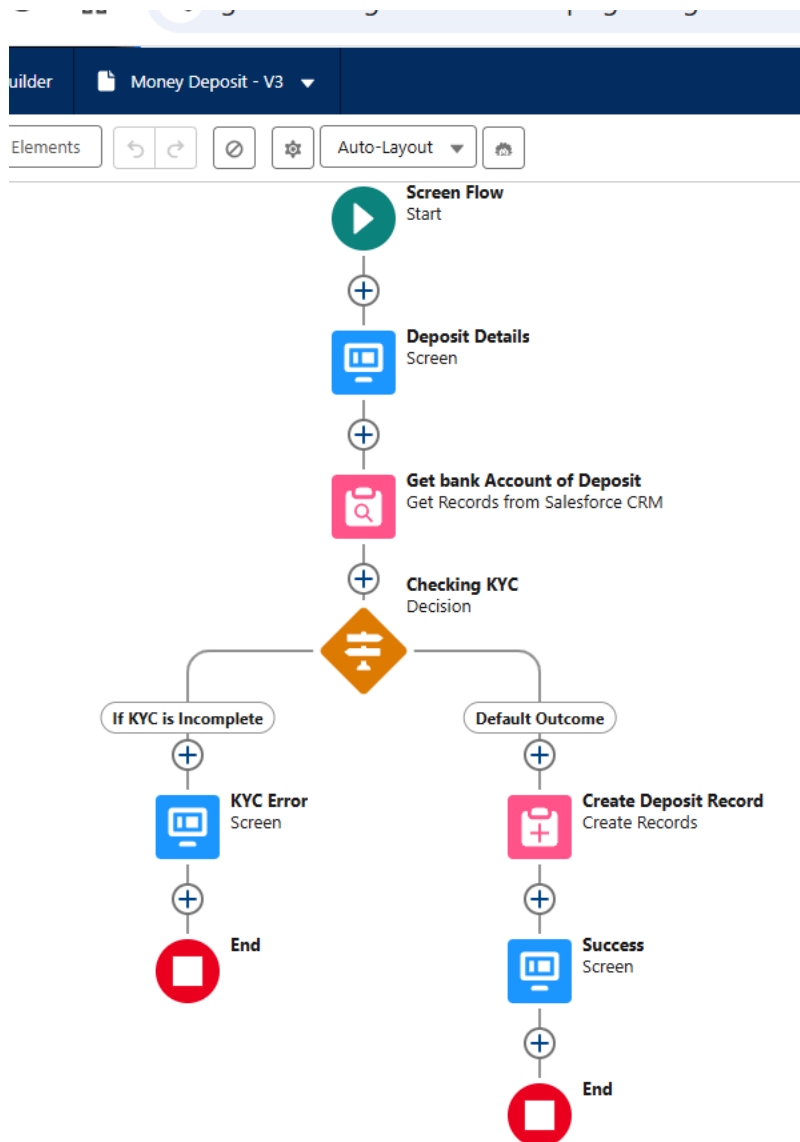 uilder
Money Deposit - V3
Elements
Auto-Layout
Screen Flow
Start
Deposit Details
Screen
Get bank Account of Deposit
Get Records from Salesforce CRM
Checking KYC
Decision
If KYC is Incomplete
Default Outcome
KYC Error
Screen
Create Deposit Record
Create Records
End
Success
Screen
End